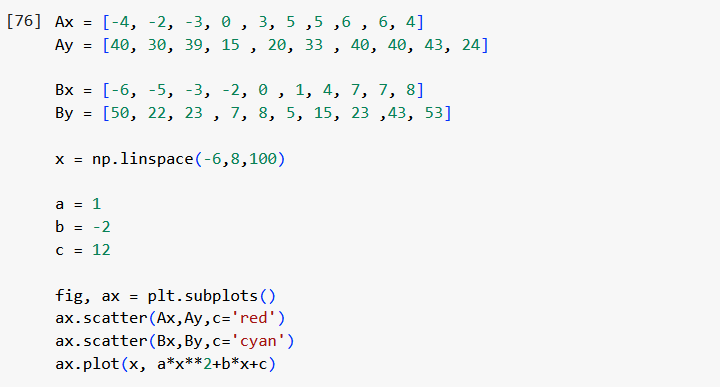 [76] Ax = [-4, -2, -3, 0 , 3, 5 ,5 ,6 , 6, 4]
Ay = [40, 30, 39, 15 , 20, 33 , 40, 40, 43, 24]
Bx = [-6, -5, -3, -2, 0 , 1, 4, 7, 7, 8]
By = [50, 22, 23 , 7, 8, 5, 15, 23 ,43, 53]
x = np.linspace(-6,8,100)
a = 1
b = -2
c = 12
fig, ax = plt.subplots()
ax.scatter(Ax,Ay,c='red')
ax.scatter(Bx,By,c='cyan')
ax.plot(x, a*x**2+b*x+c)